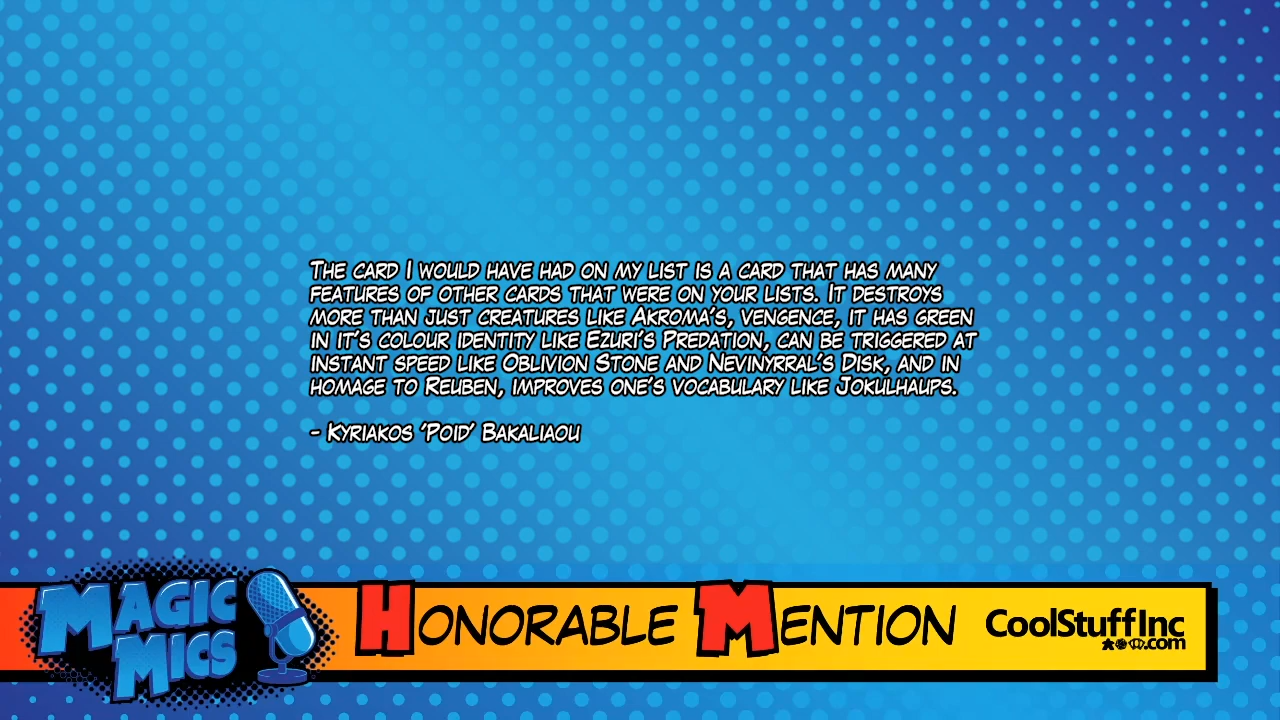 The card I would have had on my list is a card that has many
features of other cards that were on your lists. It destroys
more than just creatures like Akroma's, vengence, it has green
in it's colour identity like Ezuri's Predation, can be triggered at
instant speed like Oblivion Stone and Nevinyrral's Disk, and in
homage to Reuben, improves one's vocabulary like Jokulhaups.
- Kyriakos 'Poid' Bakaliaou
Magic
Mics
Honorable Mention
CoolStuffInc
.com